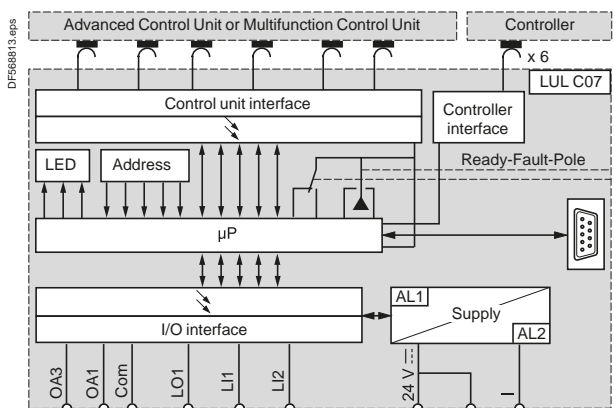 DF568813.eps
Advanced Control Unit or Multifunction Control Unit
Controller
x 6
LUL C07
Control unit interface
Controller
interface
LED
Address
Ready-Fault-Pole
µP
AL1
Supply
AL2
I/O interface
OA3
OA1
Com
LO1
LI1
LI2
24 V